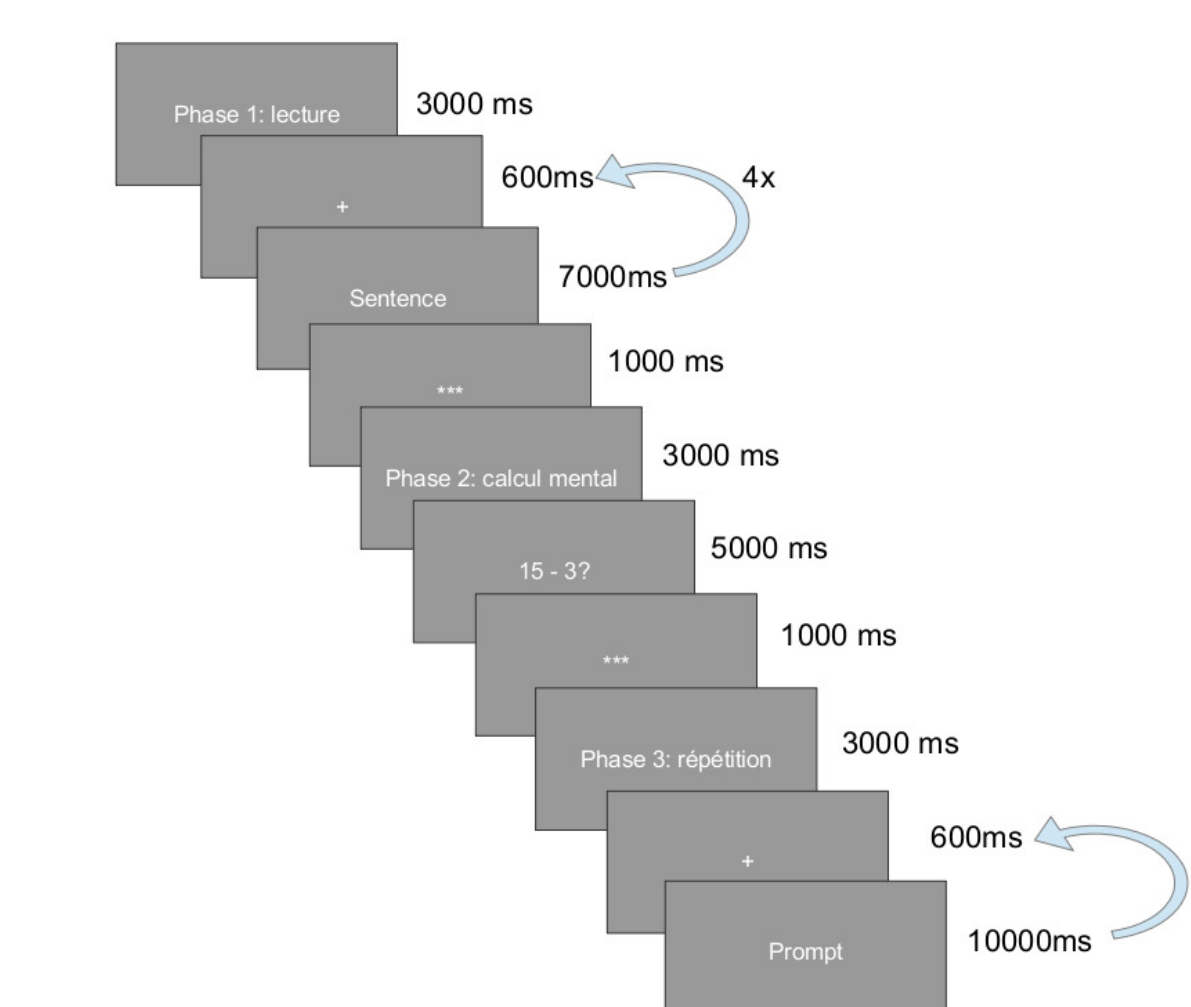 Phase 1: lecture
3000 ms
+
600ms
4x
Sentence
7000ms
***
1000 ms
Phase 2: calcul mental
3000 ms
15 - 3?
5000 ms
***
1000 ms
Phase 3: répétition
3000 ms
+
600ms
Prompt
10000ms